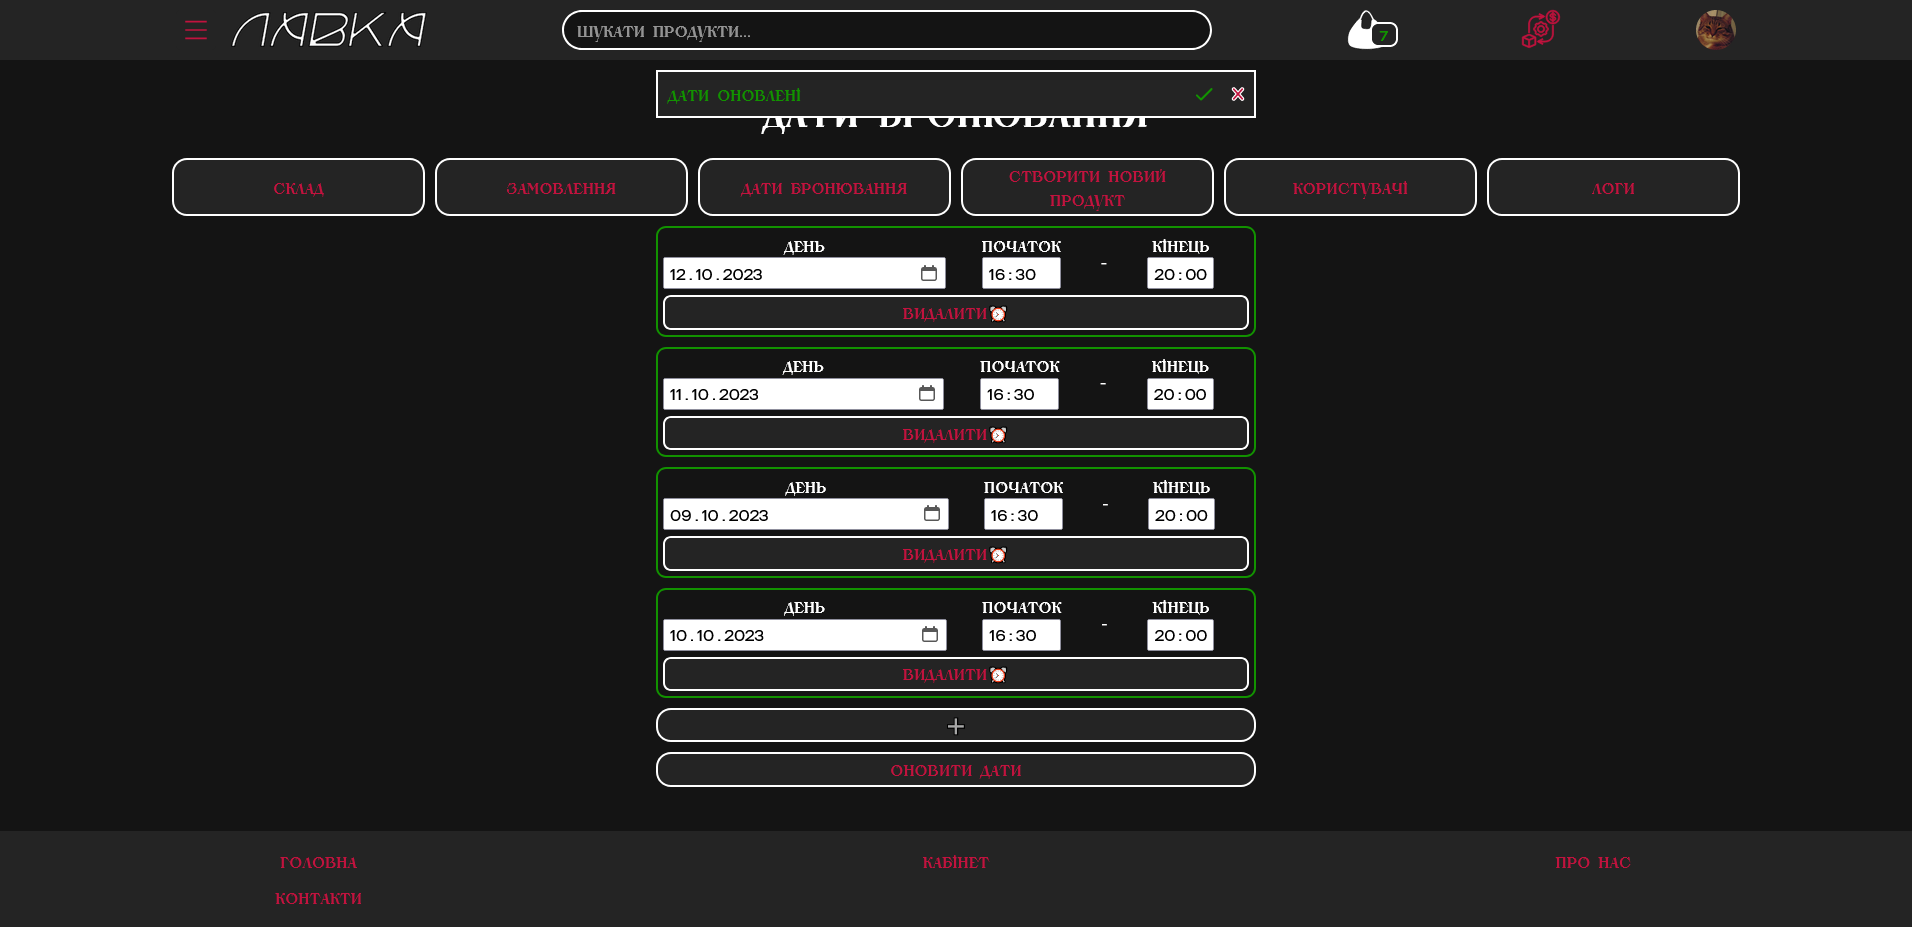 ЛАВКА
ШУКАТИ ПРОДУКТИ...
7
ДАТИ ОНОВЛЕНІ
ДАТИ БРОНЮВАННЯ
СКЛАД
ЗАМОВЛЕННЯ
ДАТИ БРОНЮВАННЯ
СТВОРИТИ НОВИЙ
ПРОДУКТ
КОРИСТУВАЧІ
ЛОГИ
ДЕНЬ ПОЧАТОК КІНЕЦЬ
12.10.2023 16:30 - 20:00
ВИДАЛИТИ
ДЕНЬ ПОЧАТОК КІНЕЦЬ
11.10.2023 16:30 - 20:00
ВИДАЛИТИ
ДЕНЬ ПОЧАТОК КІНЕЦЬ
09.10.2023 16:30 - 20:00
ВИДАЛИТИ
ДЕНЬ ПОЧАТОК КІНЕЦЬ
10.10.2023 16:30 - 20:00
ВИДАЛИТИ
+
ОНОВИТИ ДАТИ
ГОЛОВНА
КАБІНЕТ
ПРО НАС
КОНТАКТИ